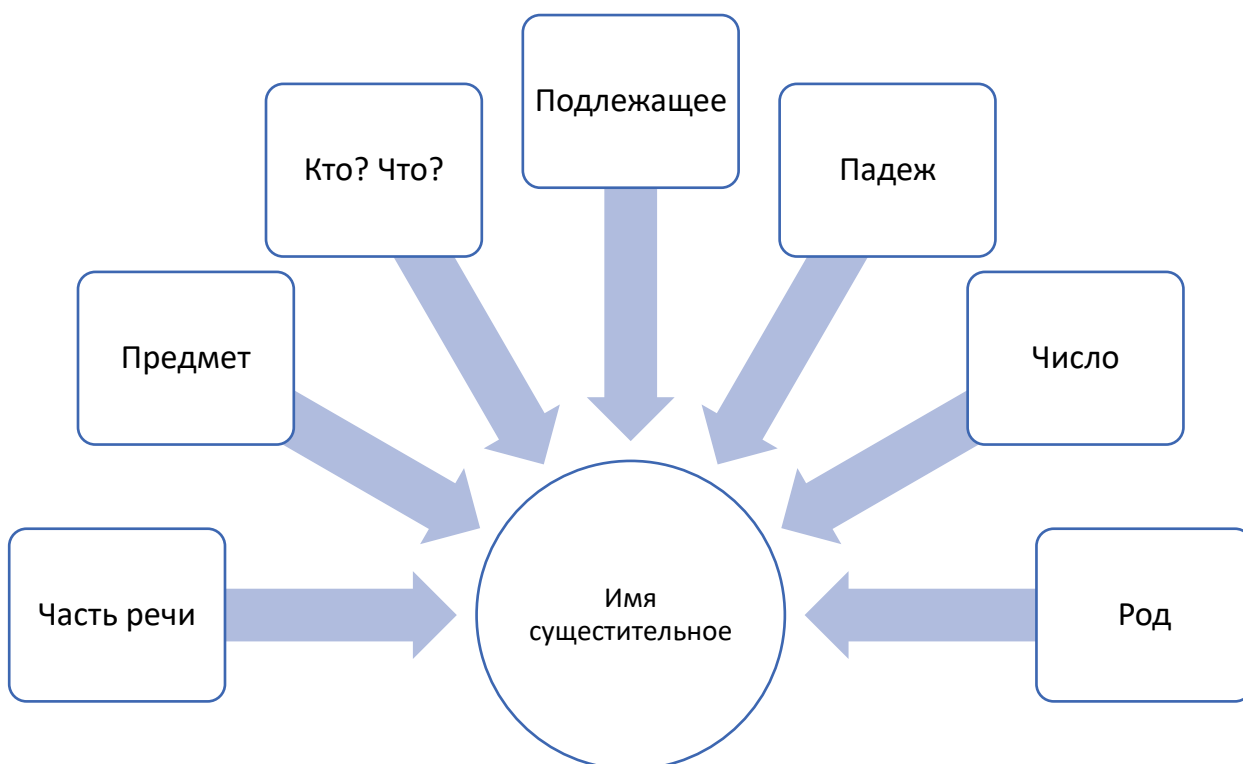 Подлежащее
Кто? Что?
Падеж
Предмет
Число
Часть речи
Имя
сущестительное
Род